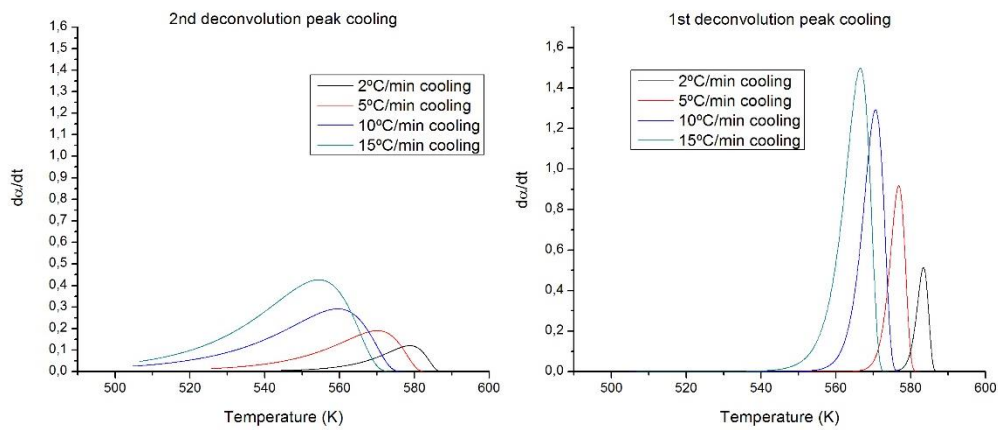 2nd deconvolution peak cooling
1,6
1,5
1,4
1,3
1,2
1,1
1,0
0,9
0,8
0,7
0,6
0,5
0,4
0,3
0,2
0,1
0,0
dα/dt
2ºC/min cooling
5ºC/min cooling
10ºC/min cooling
15ºC/min cooling
500
520
540
560
580
600
Temperature (K)
1st deconvolution peak cooling
1,6
1,4
1,2
1,0
0,8
0,6
0,4
0,2
0,0
dα/dt
2ºC/min cooling
5ºC/min cooling
10ºC/min cooling
15ºC/min cooling
500
520
540
560
580
600
Temperature (K)